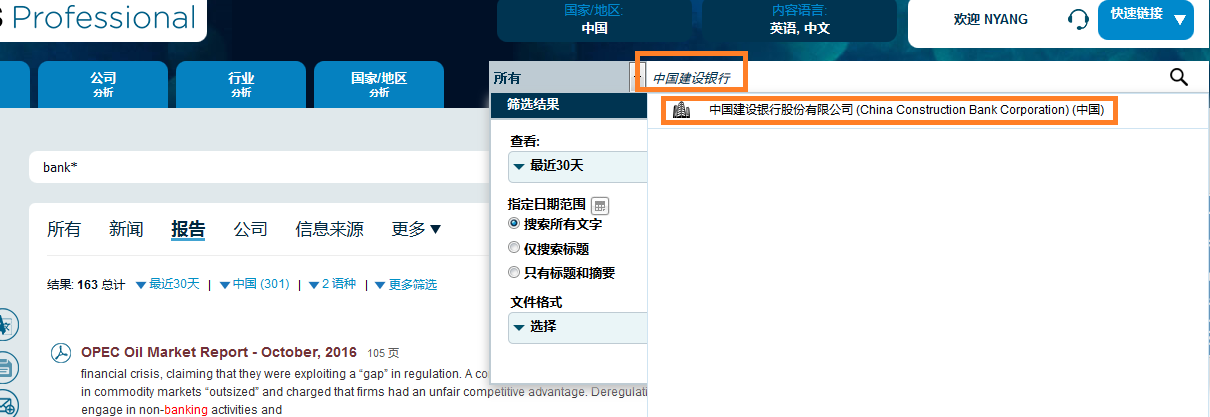 S Professional
国家/地区:
中国
内容语言:
英语, 中文
欢迎 NYANG
快速链接
公司
分析
行业
分析
国家/地区
分析
所有
中国建设银行
筛选结果
中国建设银行股份有限公司 (China Construction Bank Corporation) (中国)
查看:
最近30天
bank*
指定日期范围
搜索所有文字
仅搜索标题
只有标题和摘要
所有 新闻 报告 公司 信息来源 更多
结果: 163 总计 最近30天 | 中国 (301) | 2 语种 | 更多筛选
文件格式
选择
OPEC Oil Market Report - October, 2016 105 页
financial crisis, claiming that they were exploiting a “gap” in regulation. A co
in commodity markets “outsized” and charged that firms had an unfair competitive advantage. Deregulati
engage in non-banking activities and